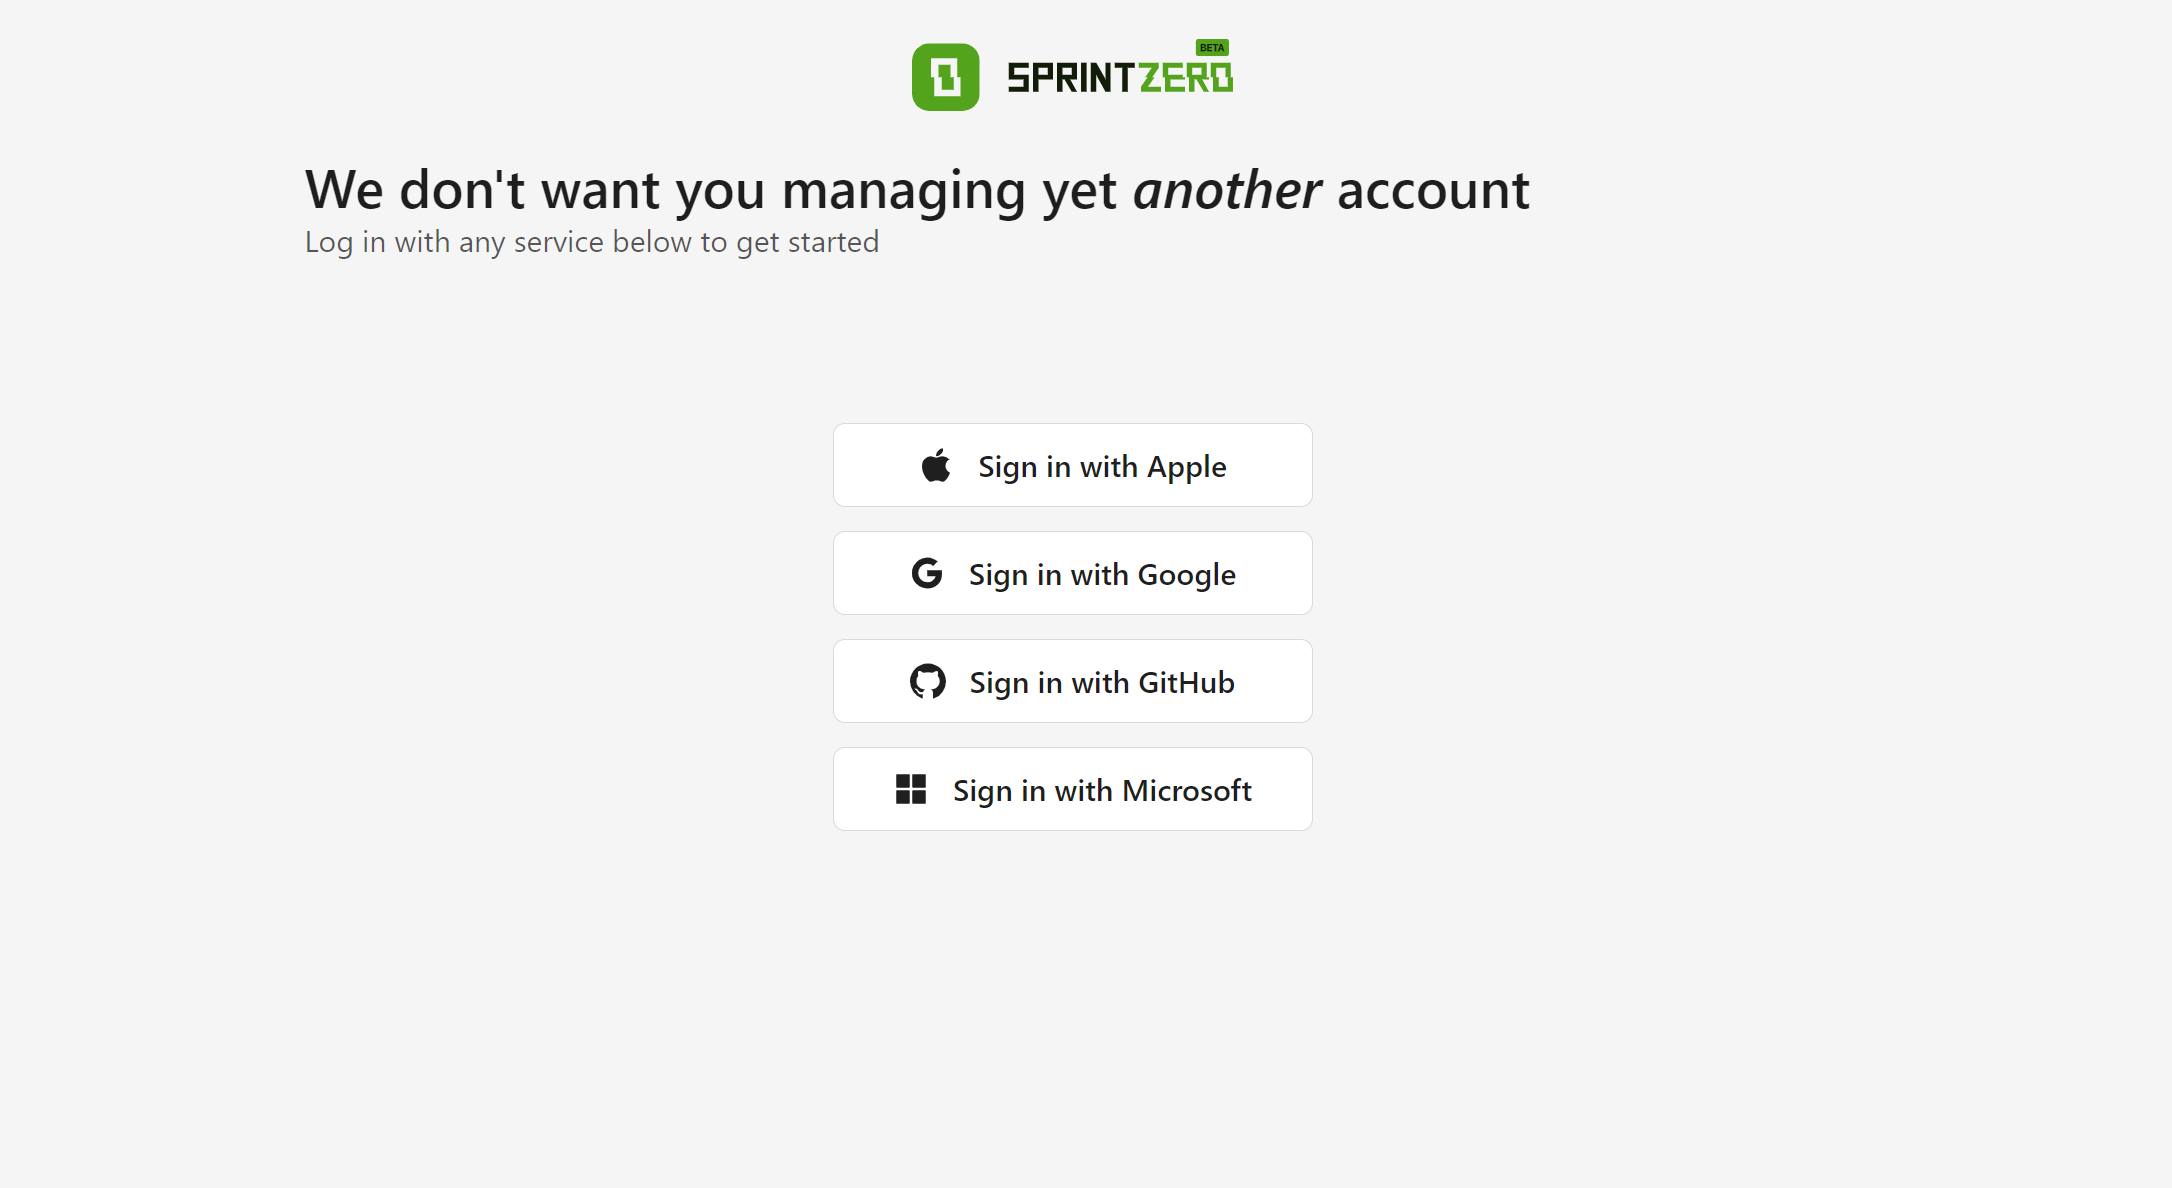 BETA
SPRINTZERO
We don't want you managing yet another account
Log in with any service below to get started
Sign in with Apple
Sign in with Google
Sign in with GitHub
Sign in with Microsoft